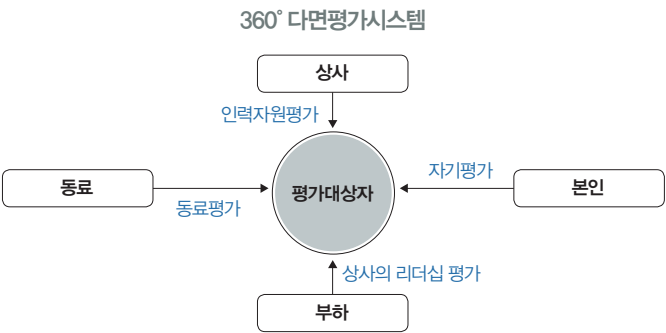 360° 다면평가시스템
상사
인력자원평가
동료
동료평가
평가대상자
자기평가
본인
상사의 리더십 평가
부하